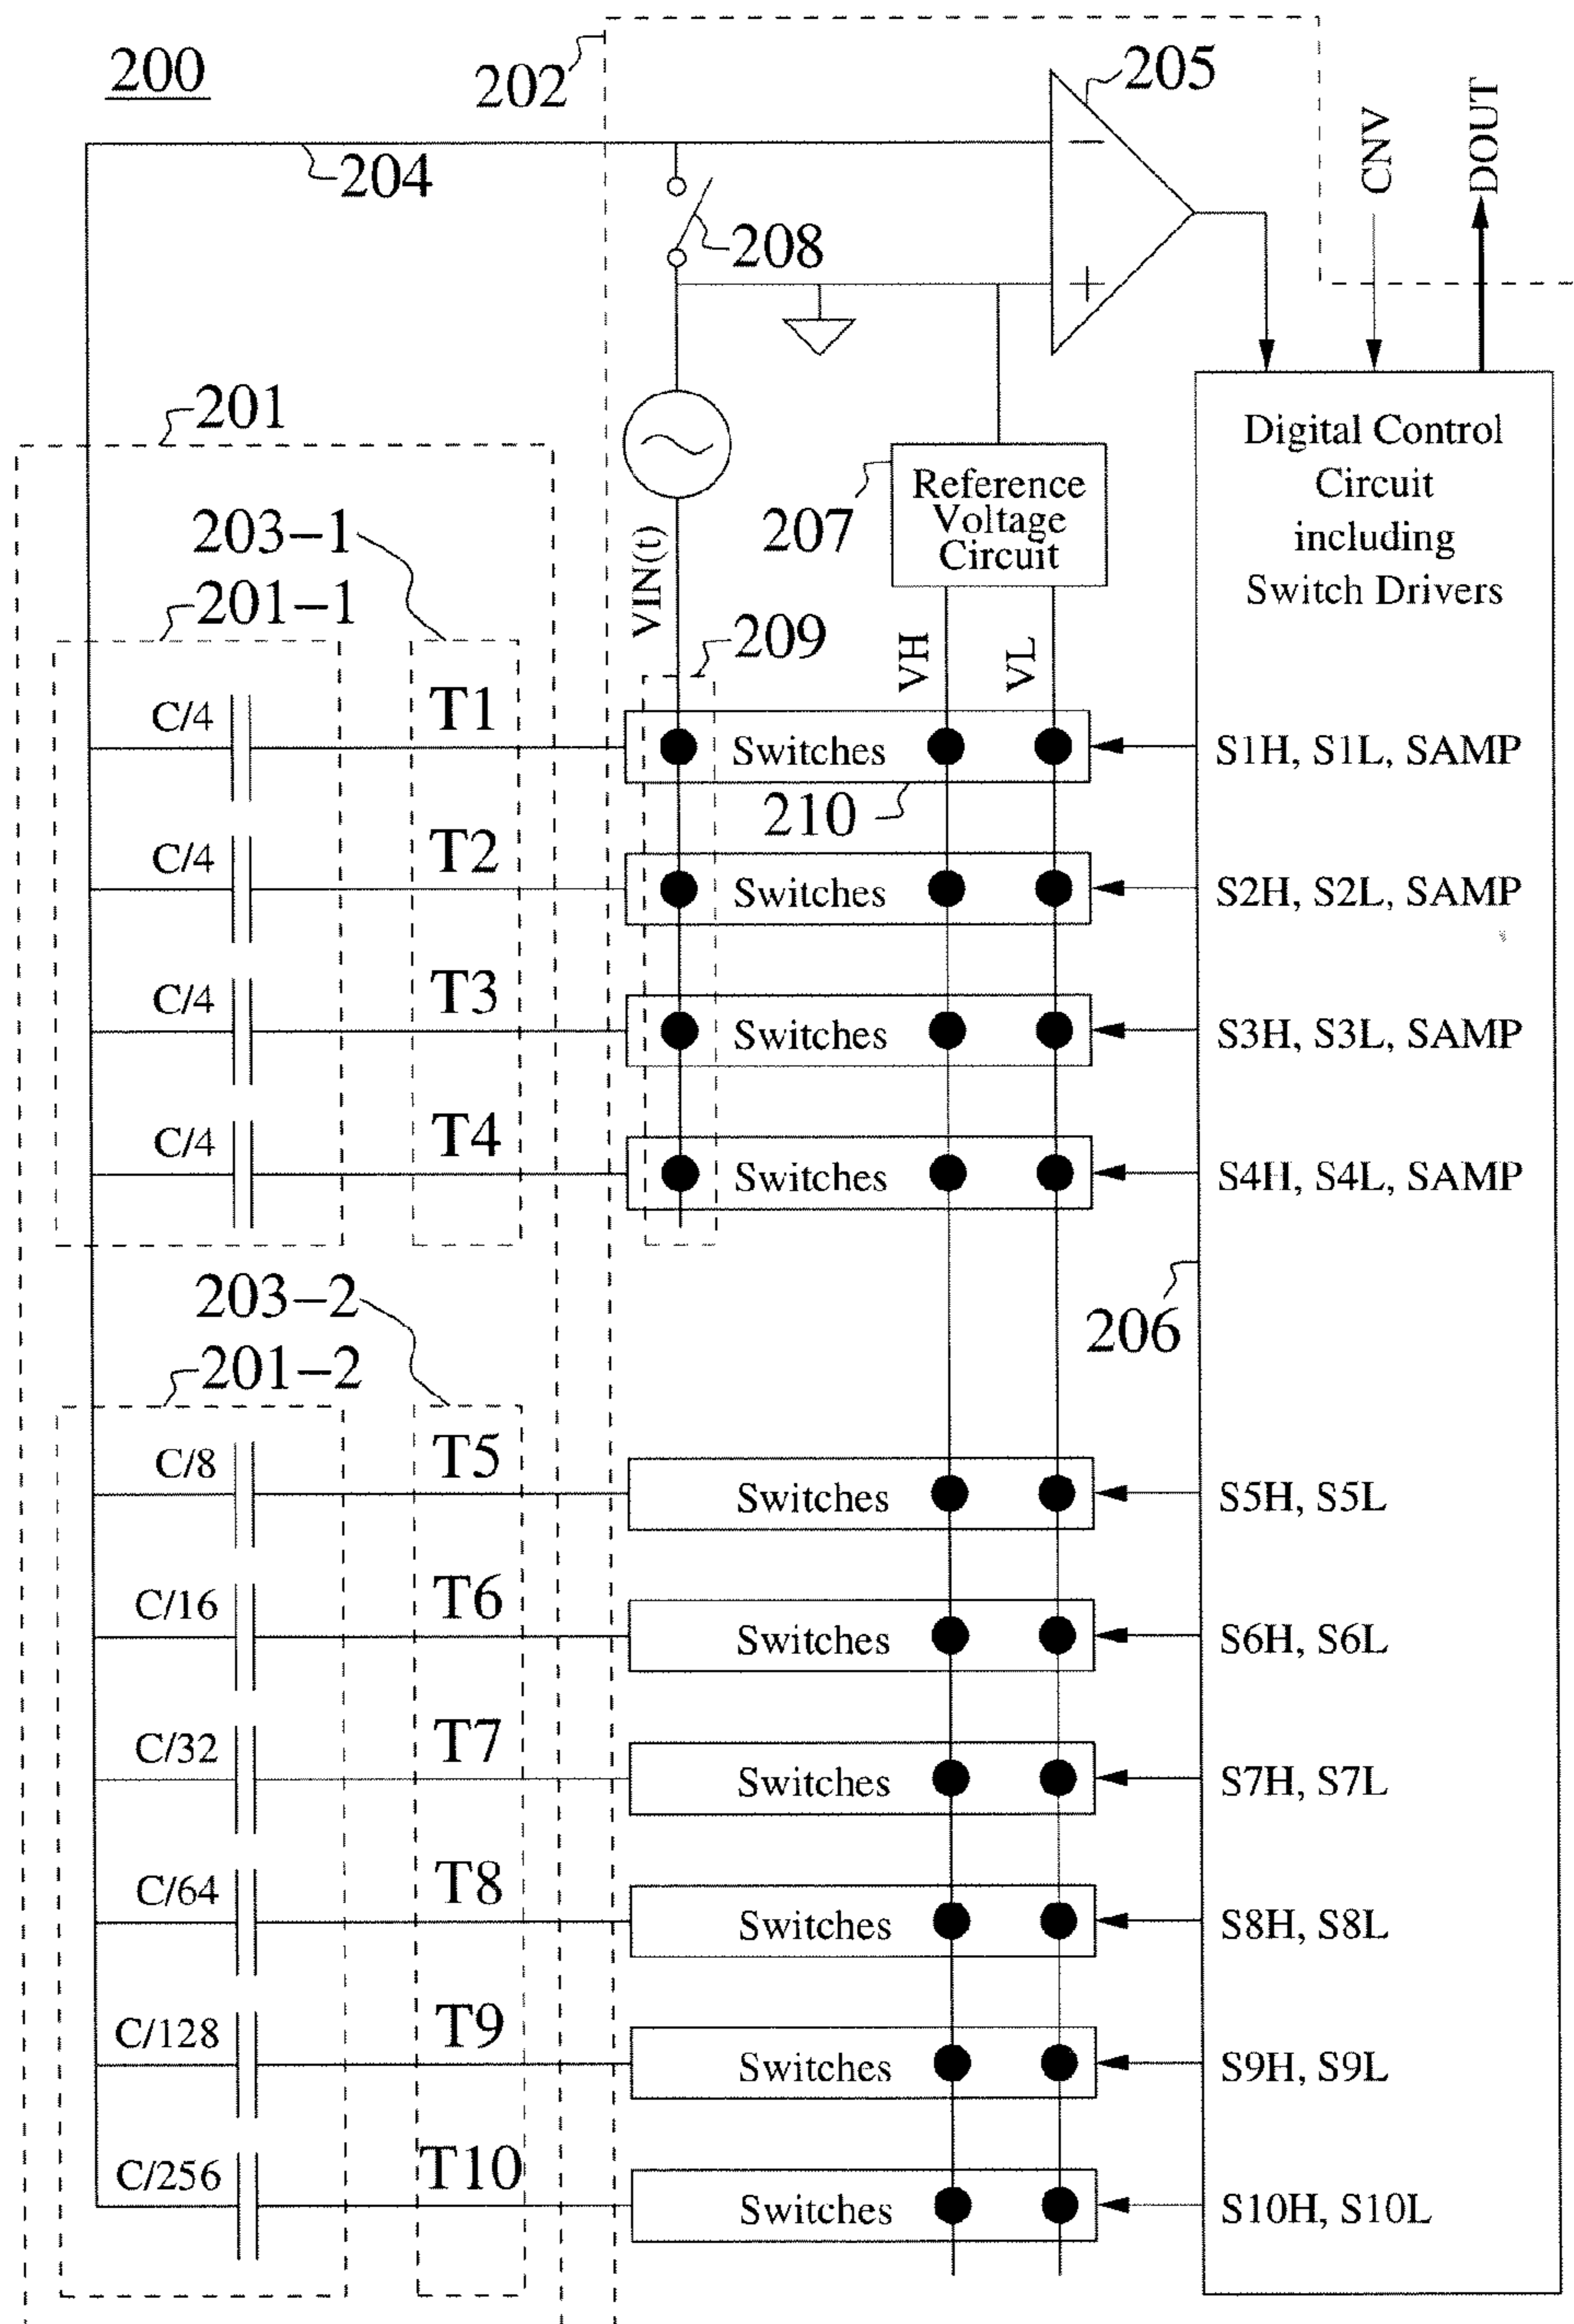 200
202
205
CNV
DOUT
204
−
208
+
201
Digital Control
Circuit
including
Switch Drivers
203-1
201-1
VIN(t)
207
Reference
Voltage
Circuit
209
VH
VL
C/4
T1
Switches
S1H, S1L, SAMP
210
C/4
T2
Switches
S2H, S2L, SAMP
C/4
T3
Switches
S3H, S3L, SAMP
C/4
T4
Switches
S4H, S4L, SAMP
203-2
206
201-2
C/8
T5
Switches
S5H, S5L
C/16
T6
Switches
S6H, S6L
C/32
T7
Switches
S7H, S7L
C/64
T8
Switches
S8H, S8L
C/128
T9
Switches
S9H, S9L
C/256
T10
Switches
S10H, S10L